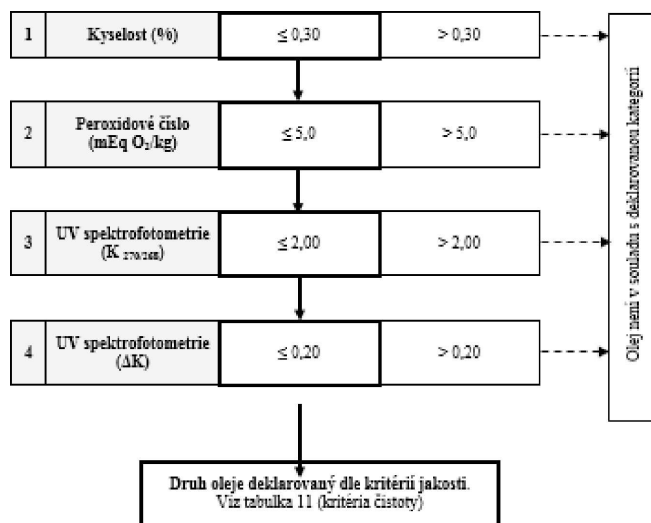 1 Kyselost (%) ≤ 0,30 > 0,30
2 Peroxidové číslo (mEq O₂/kg) ≤ 5,0 > 5,0
3 UV spektrofotometrie (K 270/268) ≤ 2,00 > 2,00
4 UV spektrofotometrie (ΔK) ≤ 0,20 > 0,20
Olej není v souladu s deklarovanou kategorií
Druh oleje deklarovaný dle kritérií jakosti.
Viz tabulka 11 (kritéria čistoty)